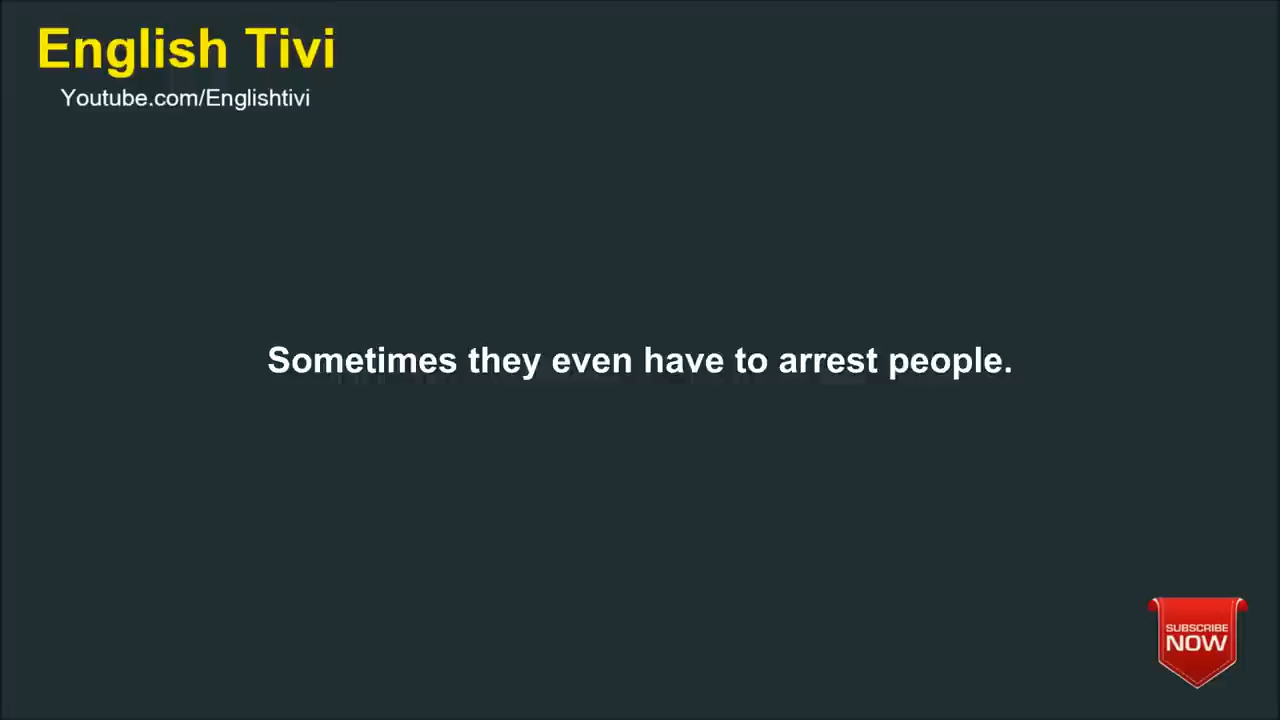 English Tivi
Youtube.com/Englishtivi
Sometimes they even have to arrest people.
SUBSCRIBE
NOW